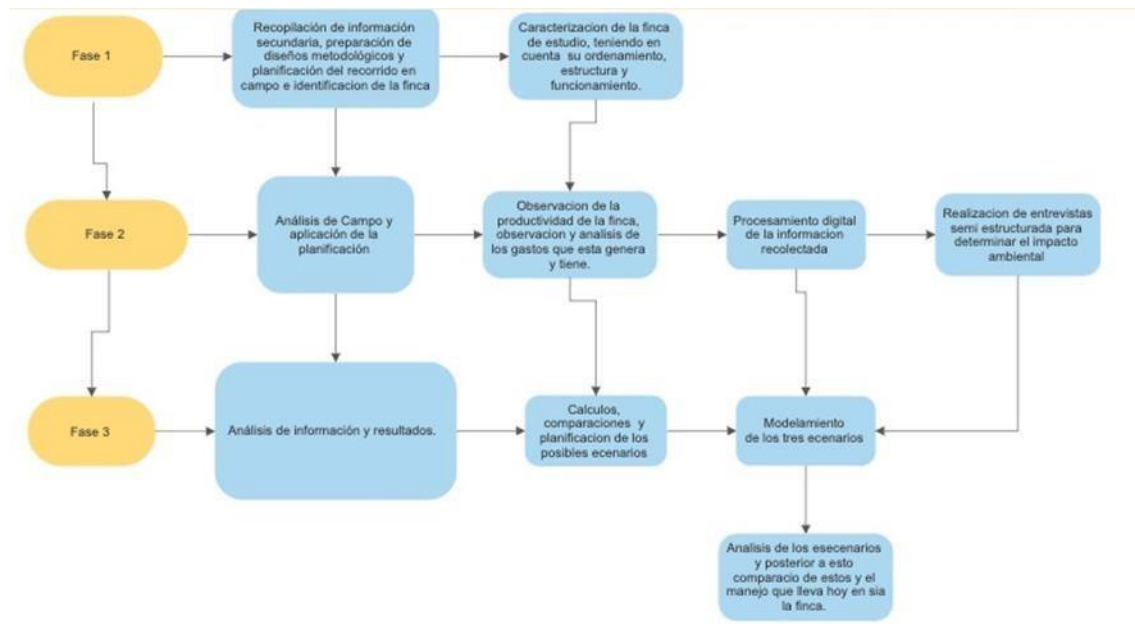 Fase 1
Recopilación de información
secundaria, preparación de
diseños metodológicos y
planificación del recorrido en
campo e identificacion de la finca
Caracterizacion de la finca
de estudio, teniendo en
cuenta su ordenamiento,
estructura y
funcionamiento.
Fase 2
Análisis de Campo y
aplicación de la
planificación
Observacion de la
productividad de la finca,
observacion y analisis de
los gastos que esta genera
y tiene.
Procesamiento digital
de la informacion
recolectada
Realizacion de entrevistas
semi estructurada para
determinar el impacto
ambiental
Fase 3
Análisis de información y resultados.
Calculos,
comparaciones y
planificacion de los
posibles ecenarios
Modelamiento
de los tres ecenarios
Analisis de los esecenarios
y posterior a esto
comparacio de estos y el
manejo que lleva hoy en sia
la finca.